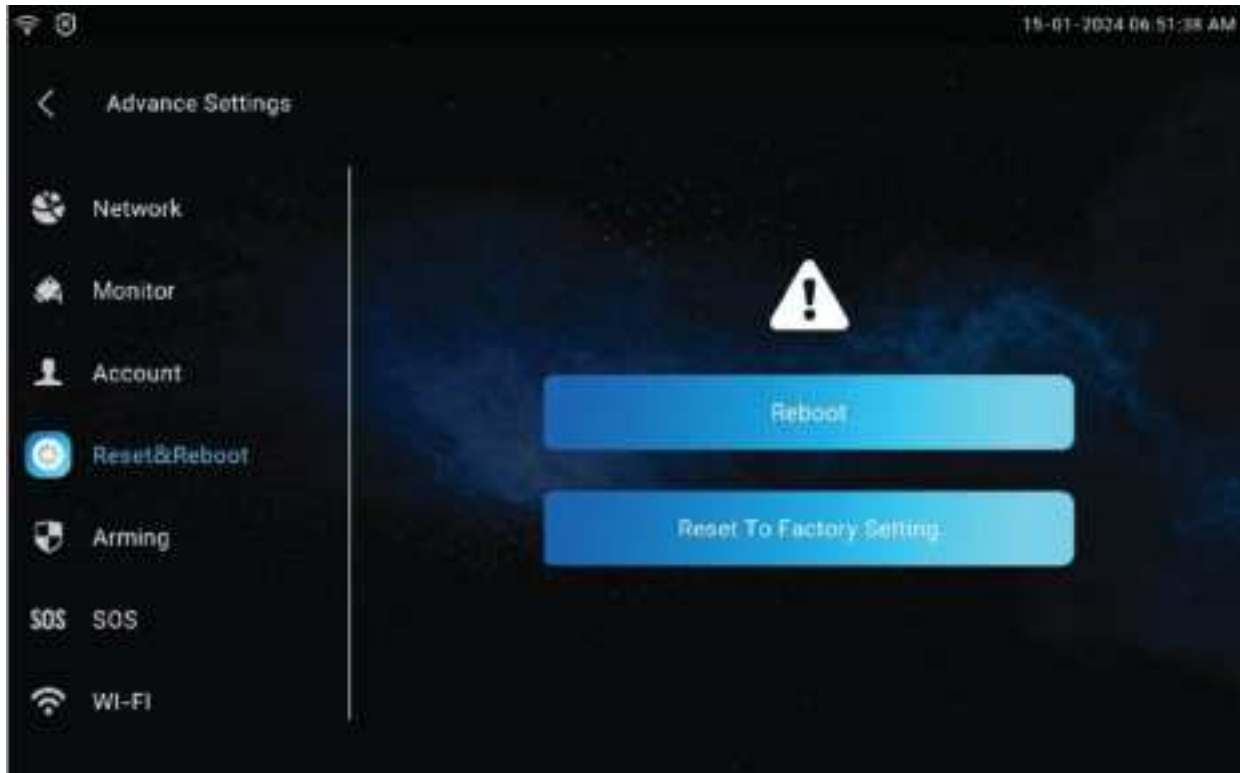 15-01-2024 06:51:38 AM
Advance Settings
Network
Monitor
Account
Reset&Reboot
Arming
SOS SOS
WI-FI
Reboot
Reset To Factory Setting